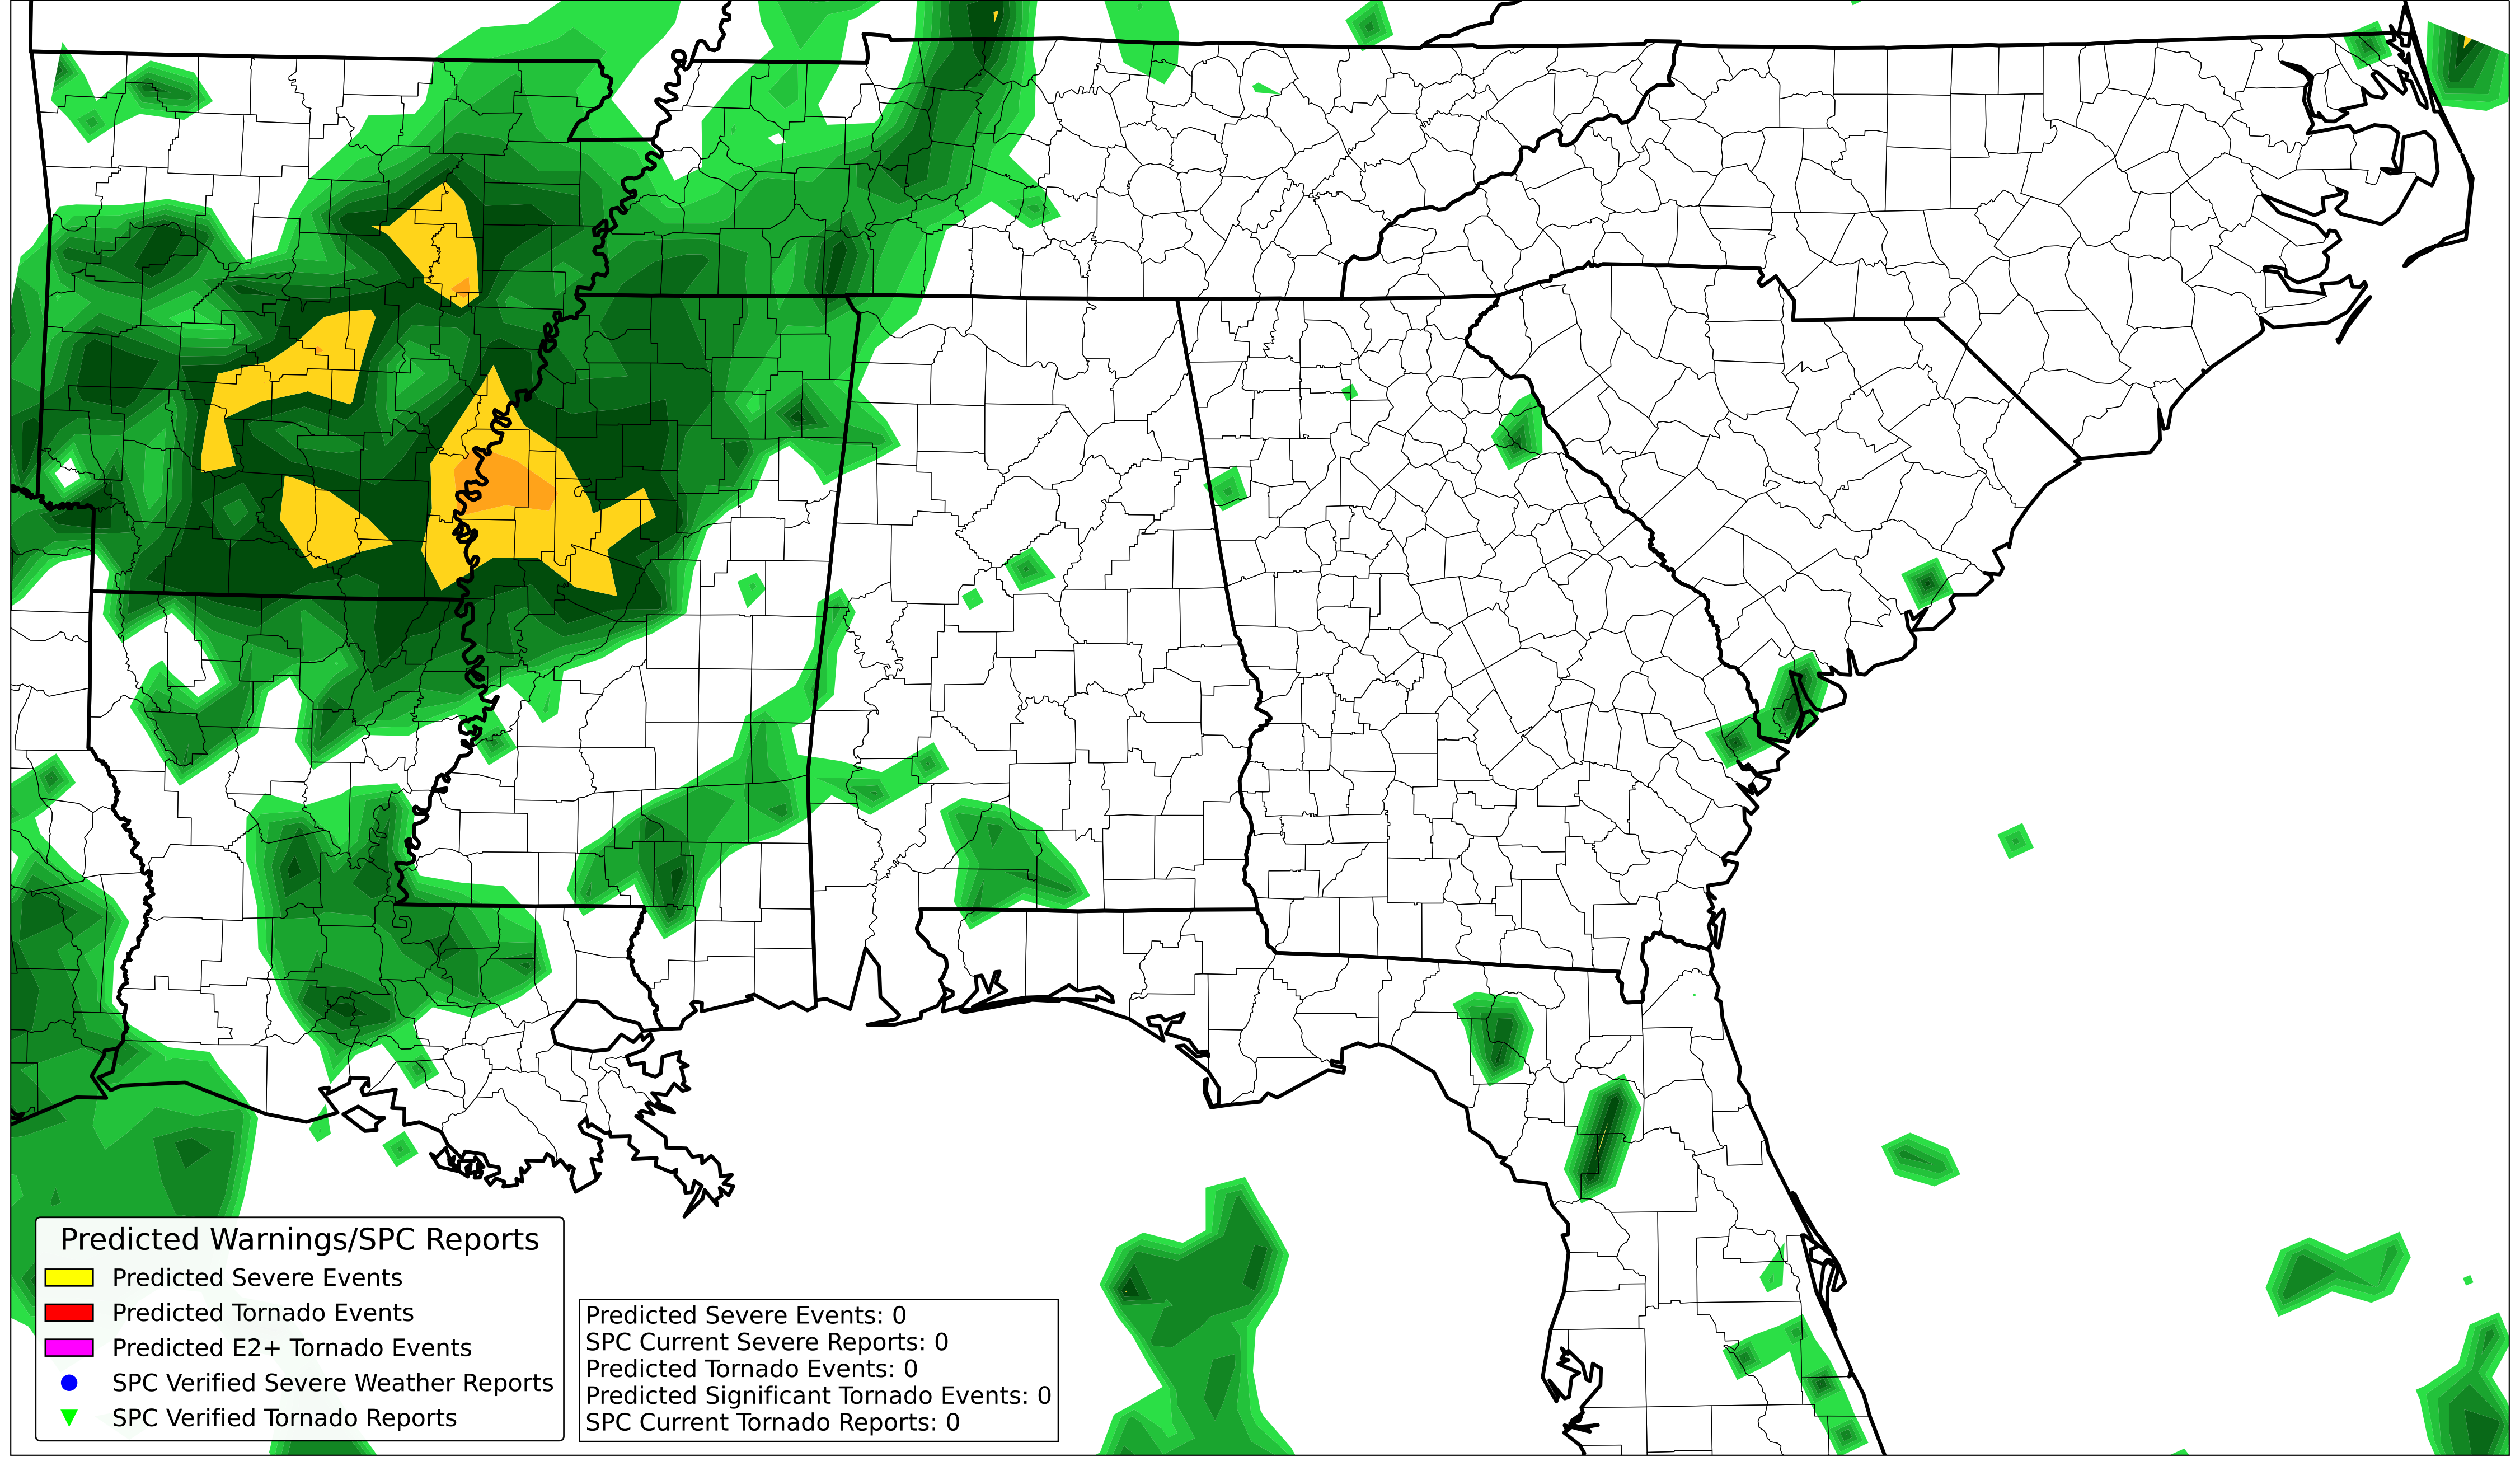 Predicted Warnings/SPC Reports
Predicted Severe Events
Predicted Tornado Events
Predicted E2+ Tornado Events
SPC Verified Severe Weather Reports
SPC Verified Tornado Reports
Predicted Severe Events: 0
SPC Current Severe Reports: 0
Predicted Tornado Events: 0
Predicted Significant Tornado Events: 0
SPC Current Tornado Reports: 0